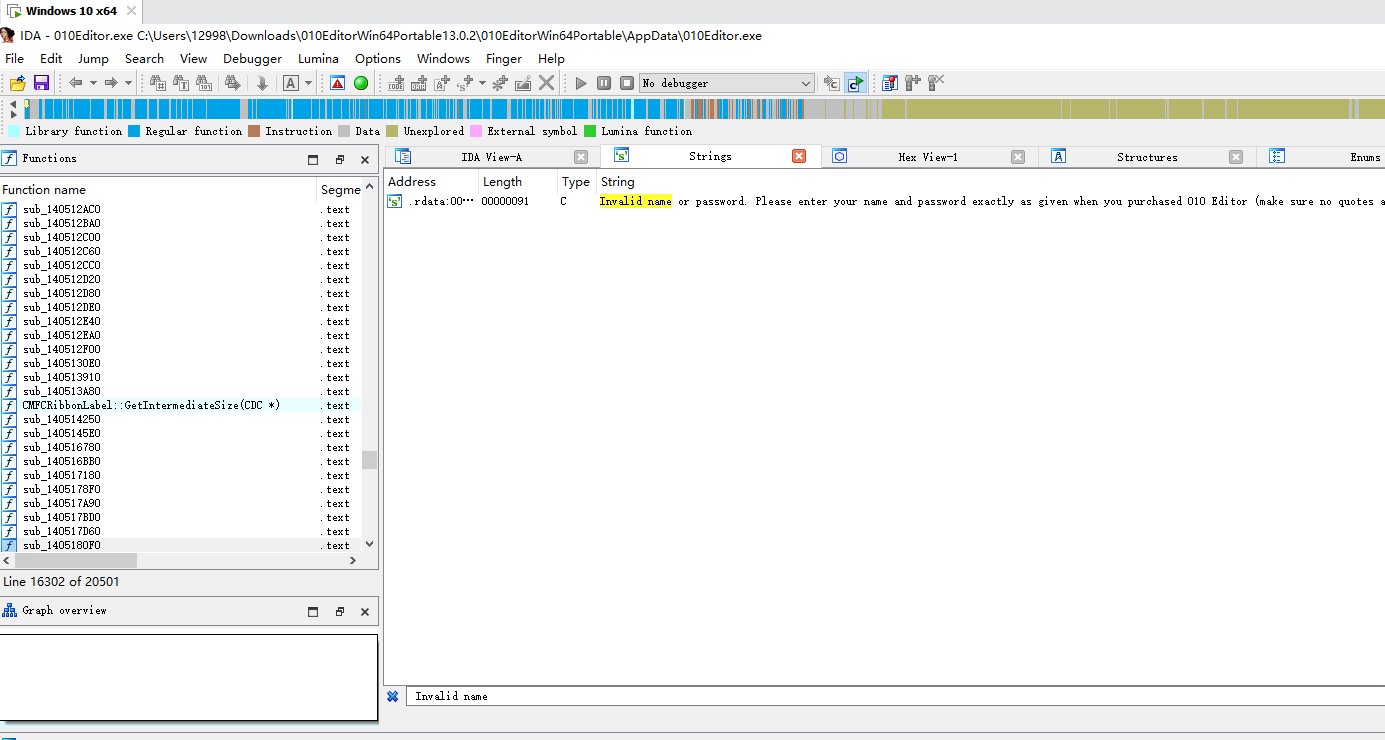 Windows 10 x64
IDA - 010Editor.exe C:\Users\12998\Downloads\010EditorWin64Portable13.0.2\010EditorWin64Portable\AppData\010Editor.exe
File Edit Jump Search View Debugger Lumina Options Windows Finger Help
No debugger
Library function Regular function Instruction Data Unexplored External symbol Lumina function
Functions
IDA View-A Strings Hex View-1 Structures Enums
Function name Segme
sub_140512AC0 .text
sub_140512BA0 .text
sub_140512C00 .text
sub_140512C60 .text
sub_140512CC0 .text
sub_140512D20 .text
sub_140512D80 .text
sub_140512DE0 .text
sub_140512E40 .text
sub_140512EA0 .text
sub_140512F00 .text
sub_1405130E0 .text
sub_140513910 .text
sub_140513A80 .text
CMFCRibbonLabel::GetIntermediateSize(CDC *) .text
sub_140514250 .text
sub_1405145E0 .text
sub_140516780 .text
sub_140516BB0 .text
sub_140517180 .text
sub_1405178F0 .text
sub_140517A90 .text
sub_140517BD0 .text
sub_140517D60 .text
sub_1405180F0 .text
Line 16302 of 20501
Graph overview
Address Length Type String
.rdata:00··· 00000091 C Invalid name or password. Please enter your name and password exactly as given when you purchased 010 Editor (make sure no quotes a
Invalid name